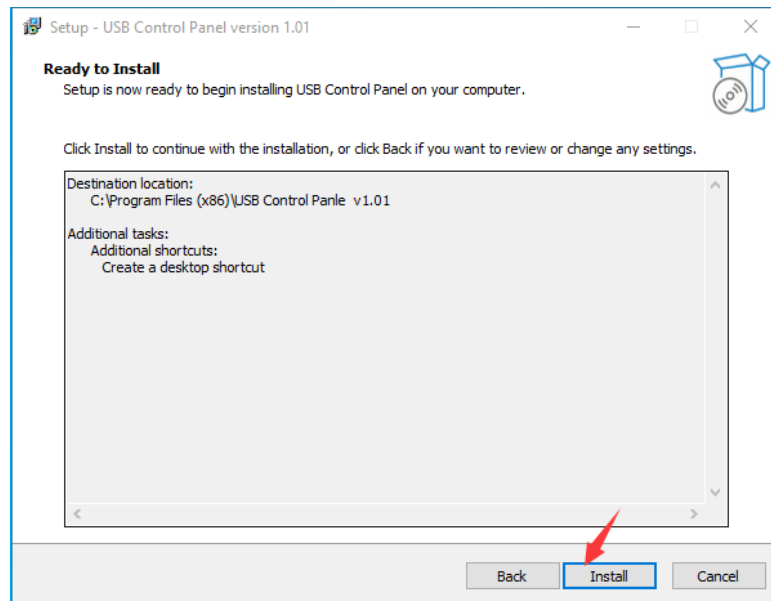 Setup - USB Control Panel version 1.01
Ready to Install
Setup is now ready to begin installing USB Control Panel on your computer.
Click Install to continue with the installation, or click Back if you want to review or change any settings.
Destination location:
C:\Program Files (x86)\USB Control Panle  v1.01
Additional tasks:
Additional shortcuts:
Create a desktop shortcut
Back
Install
Cancel